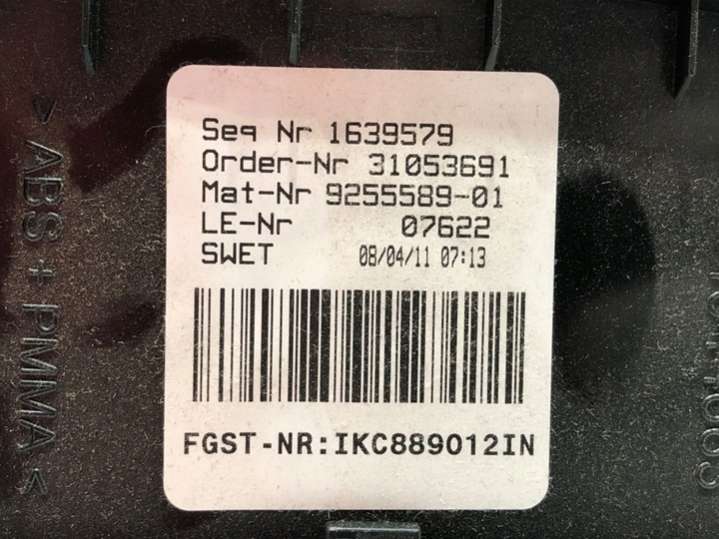 Seq Nr 1639579
Order-Nr 31053691
Mat-Nr 9255589-01
LE-Nr 07622
SWET 08/04/11 07:13
FGST-NR:IKC889012IN
> ABS + PMMA <